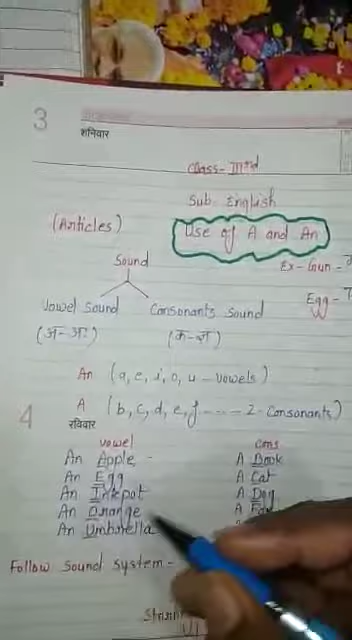 3
शनिवार
Class- IIIrd
Sub- English
(Articles)
Use of A and An
Sound
Ex- Gun -
Vowel Sound Consonants Sound
Egg -
(अ-अः) (क-ज्ञ)
An (a, e, i, o, u - vowels)
A (b, c, d, e, f ---- - z- Consonants)
4
रविवार
vowel cons
An Apple - A Book
An Egg A Cat
An Inkpot A Dog
An Orange A
An Umbrella
Follow Sound System-